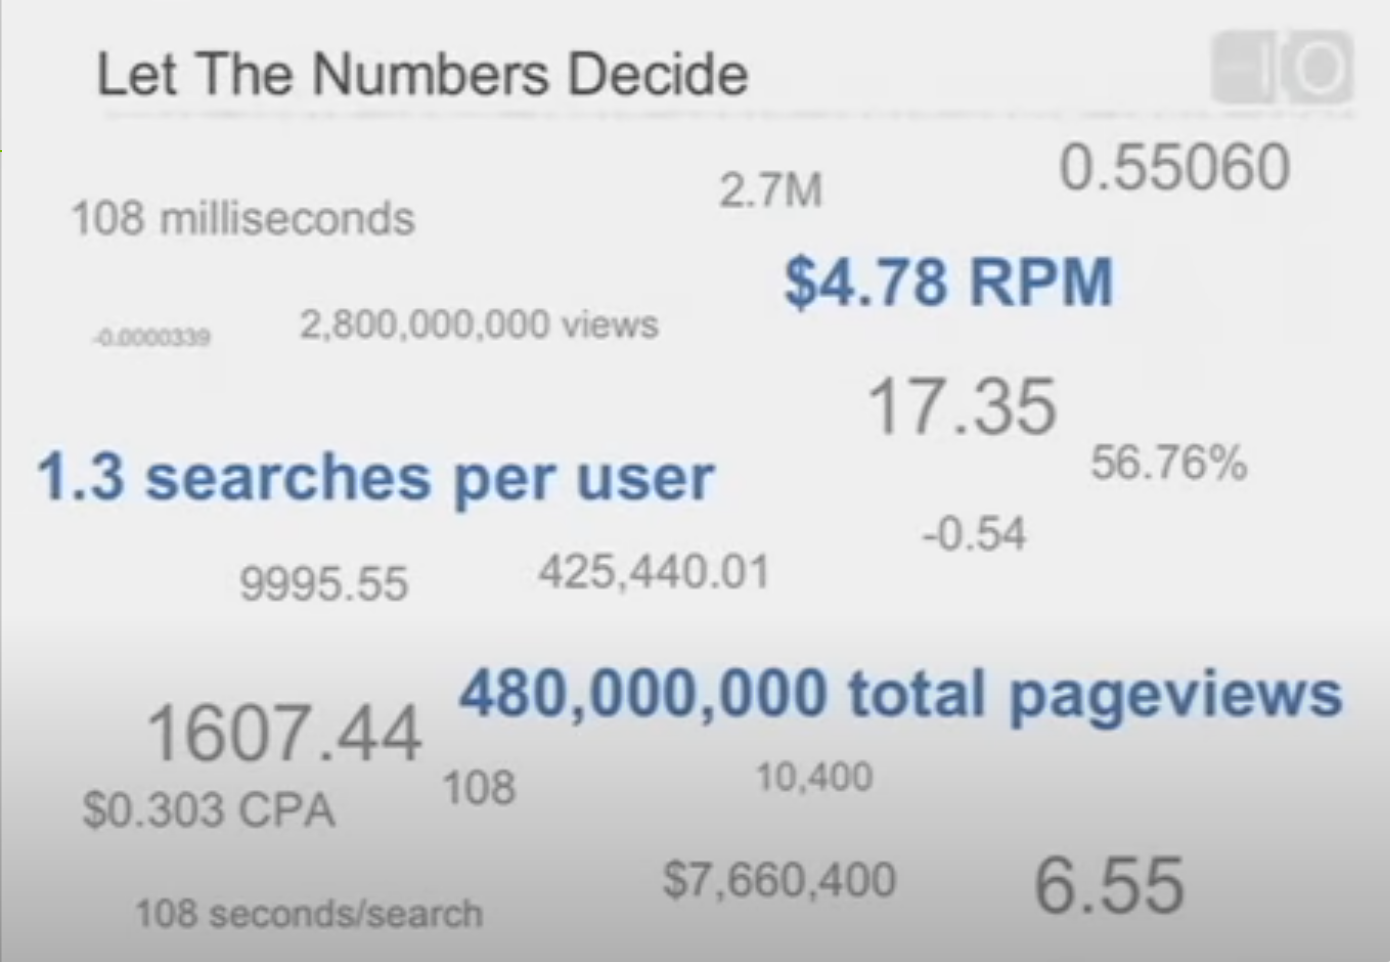 Let The Numbers Decide
IO
0.55060
2.7M
108 milliseconds
$4.78 RPM
-0.0000339
2,800,000,000 views
17.35
56.76%
1.3 searches per user
-0.54
9995.55
425,440.01
480,000,000 total pageviews
1607.44
108
10,400
$0.303 CPA
$7,660,400
6.55
108 seconds/search